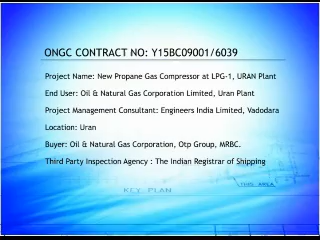 ONGC CONTRACT NO: Y15BC09001/6039
Project Name: New Propane Gas Compressor at LPG-1, URAN Plant
End User: Oil & Natural Gas Corporation Limited, Uran Plant
Project Management Consultant: Engineers India Limited, Vadodara
Location: Uran
Buyer: Oil & Natural Gas Corporation, Otp Group, MRBC.
Third Party Inspection Agency : The Indian Registrar of Shipping
THIS AREA
KEY PLAN